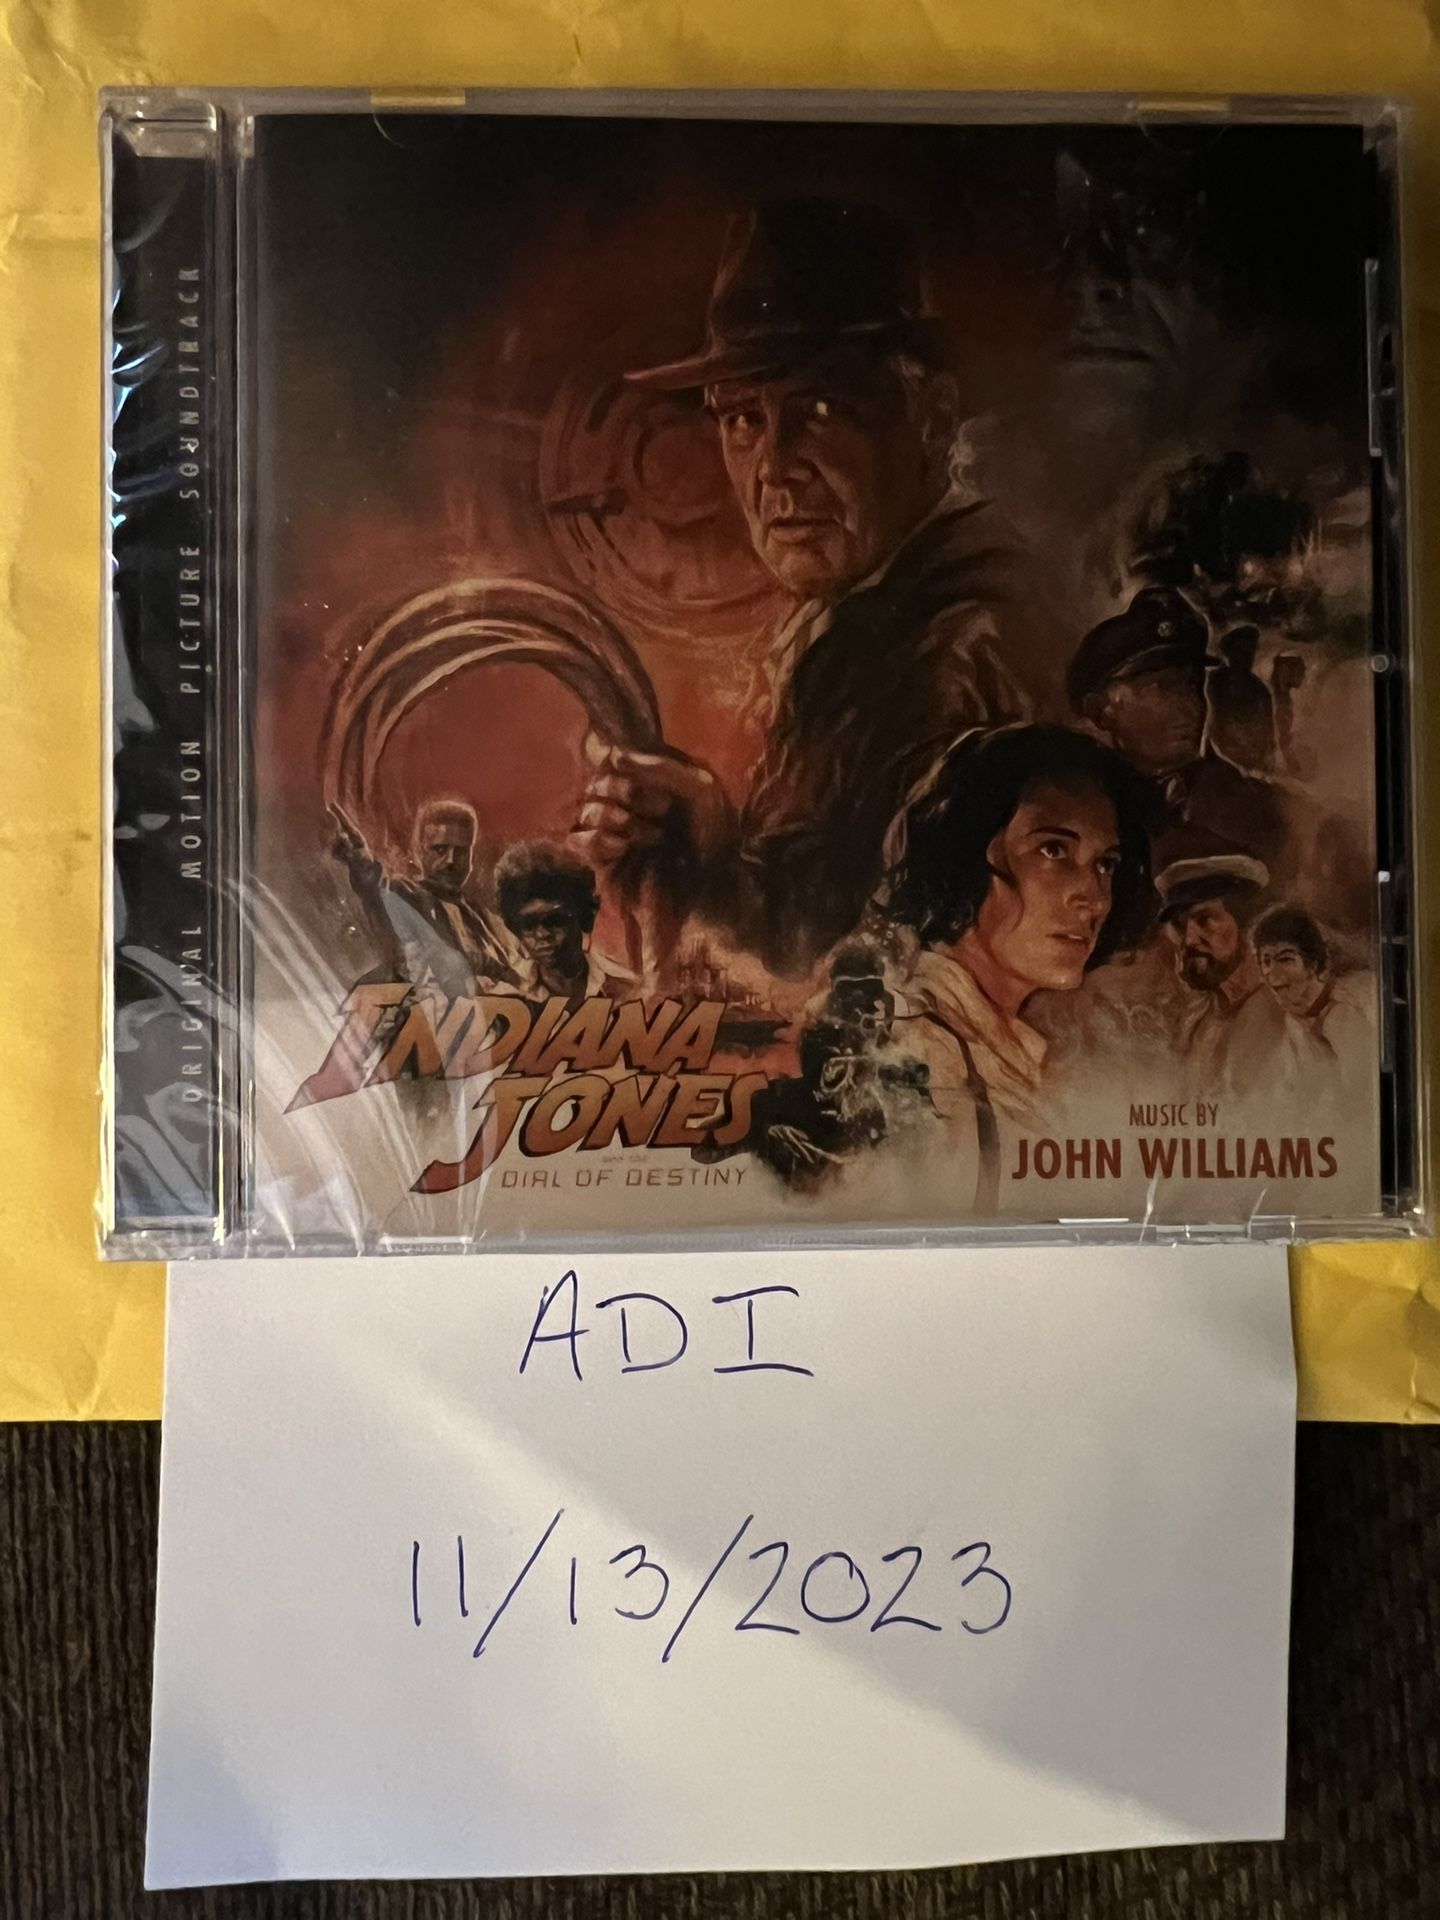 ORIGINAL MOTION PICTURE SOUNDTRACK
INDIANA
JONES
DIAL OF DESTINY
MUSIC BY
JOHN WILLIAMS
ADI
11/13/2023